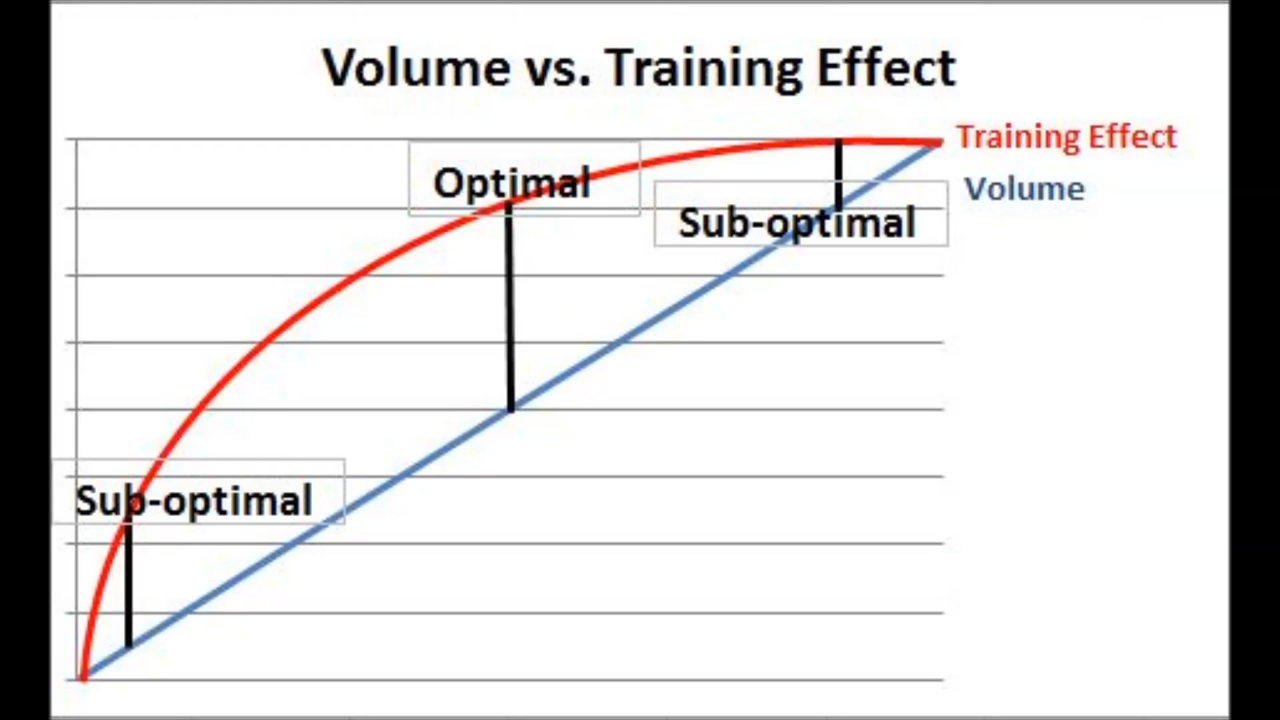 Volume vs. Training Effect
Training Effect
Optimal
Volume
Sub-optimal
Sub-optimal